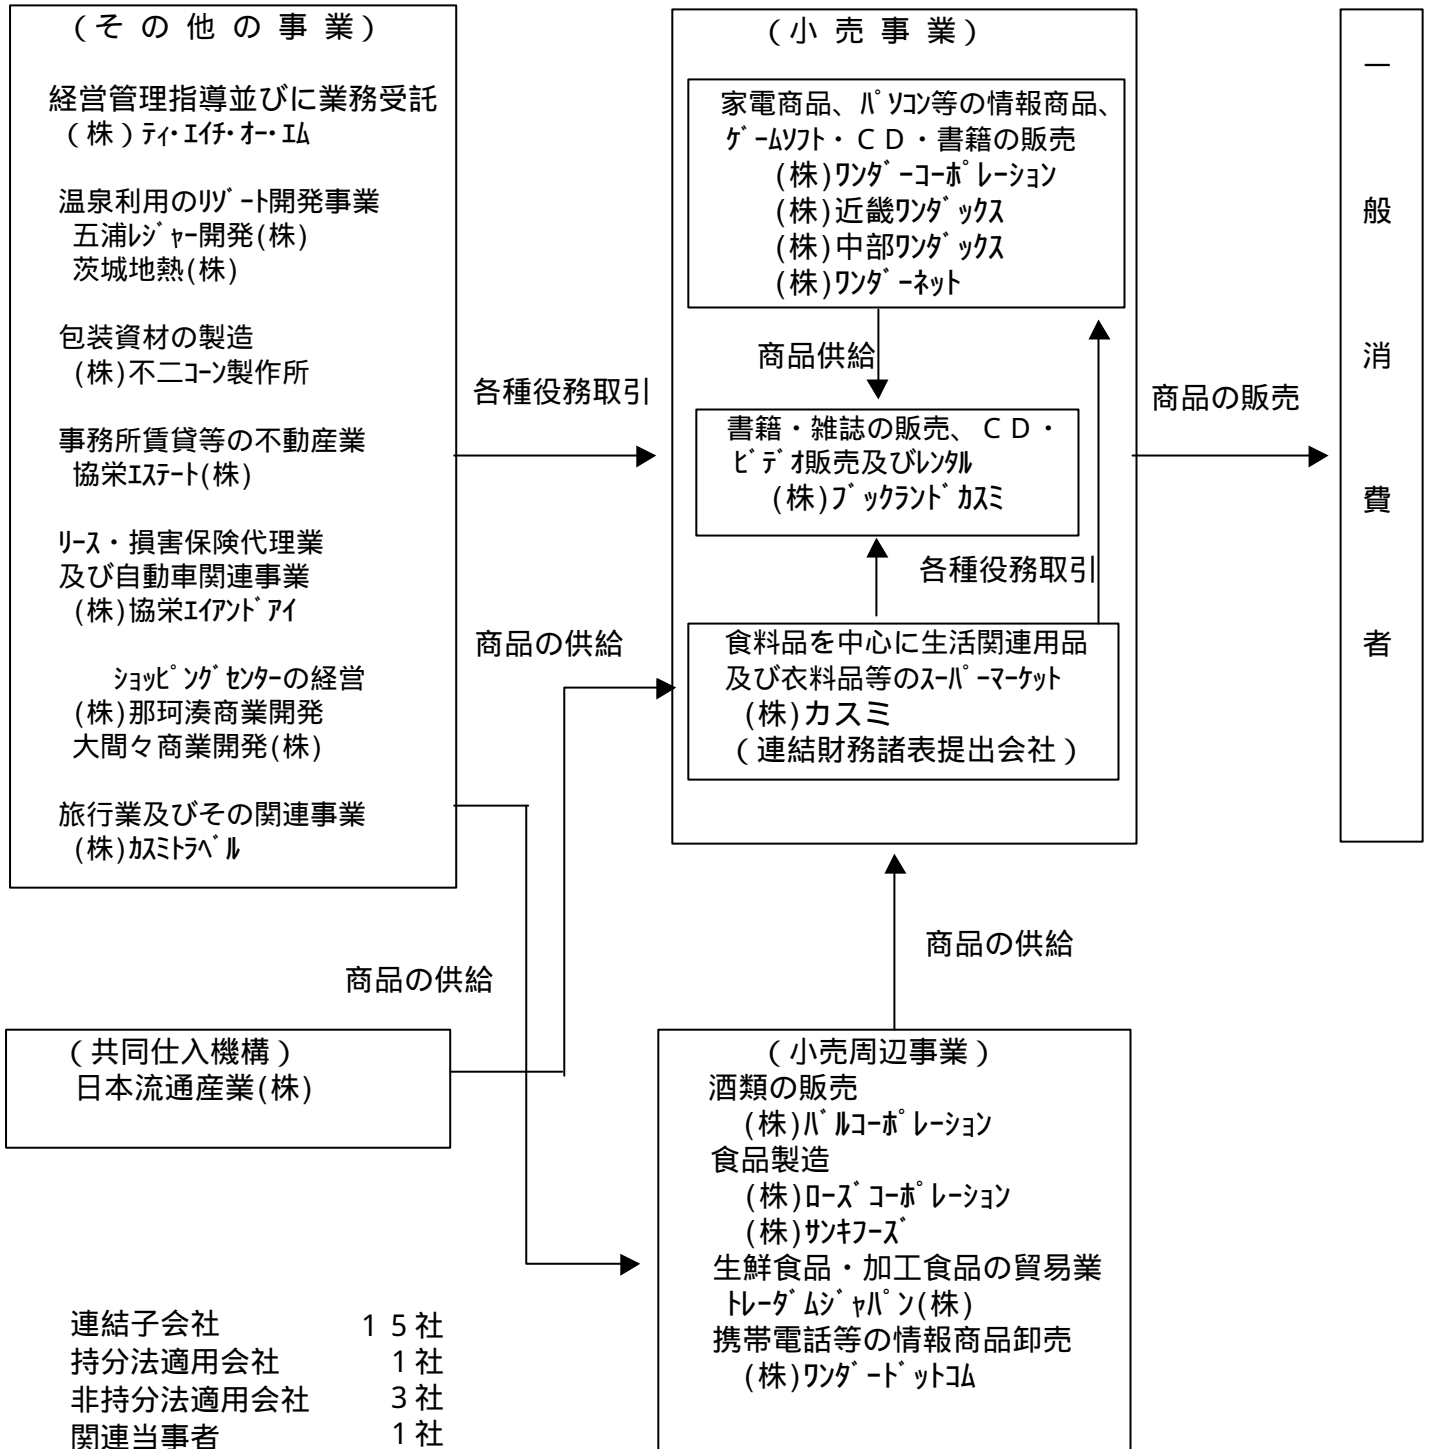 (その他の事業)
経営管理指導並びに業務受託
(株)ティ・エイチ・オー・エム
温泉利用のリゾート開発事業
五浦レジャー開発(株)
茨城地熱(株)
包装資材の製造
(株)不二コーン製作所
事務所賃貸等の不動産業
協栄エステート(株)
リース・損害保険代理業
及び自動車関連事業
(株)協栄エイアンドアイ
ショッピングセンターの経営
(株)那珂湊商業開発
大間々商業開発(株)
旅行業及びその関連事業
(株)カスミトラベル
各種役務取引
商品の供給
商品の供給
(共同仕入機構)
日本流通産業(株)
(小売事業)
家電商品、パソコン等の情報商品、
ゲームソフト・CD・書籍の販売
(株)ワンダーコーポレーション
(株)近畿ワンダックス
(株)中部ワンダックス
(株)ワンダーネット
商品供給
書籍・雑誌の販売、CD・
ビデオ販売及びレンタル
(株)ブックランドカスミ
各種役務取引
食料品を中心に生活関連用品
及び衣料品等のスーパーマーケット
(株)カスミ
(連結財務諸表提出会社)
商品の販売
一般消費者
商品の供給
(小売周辺事業)
酒類の販売
(株)バルコーポレーション
食品製造
(株)ローズコーポレーション
(株)サンキフーズ
生鮮食品・加工食品の貿易業
トレーダムジャパン(株)
携帯電話等の情報商品卸売
(株)ワンダードットコム
連結子会社 15社
持分法適用会社 1社
非持分法適用会社 3社
関連当事者 1社